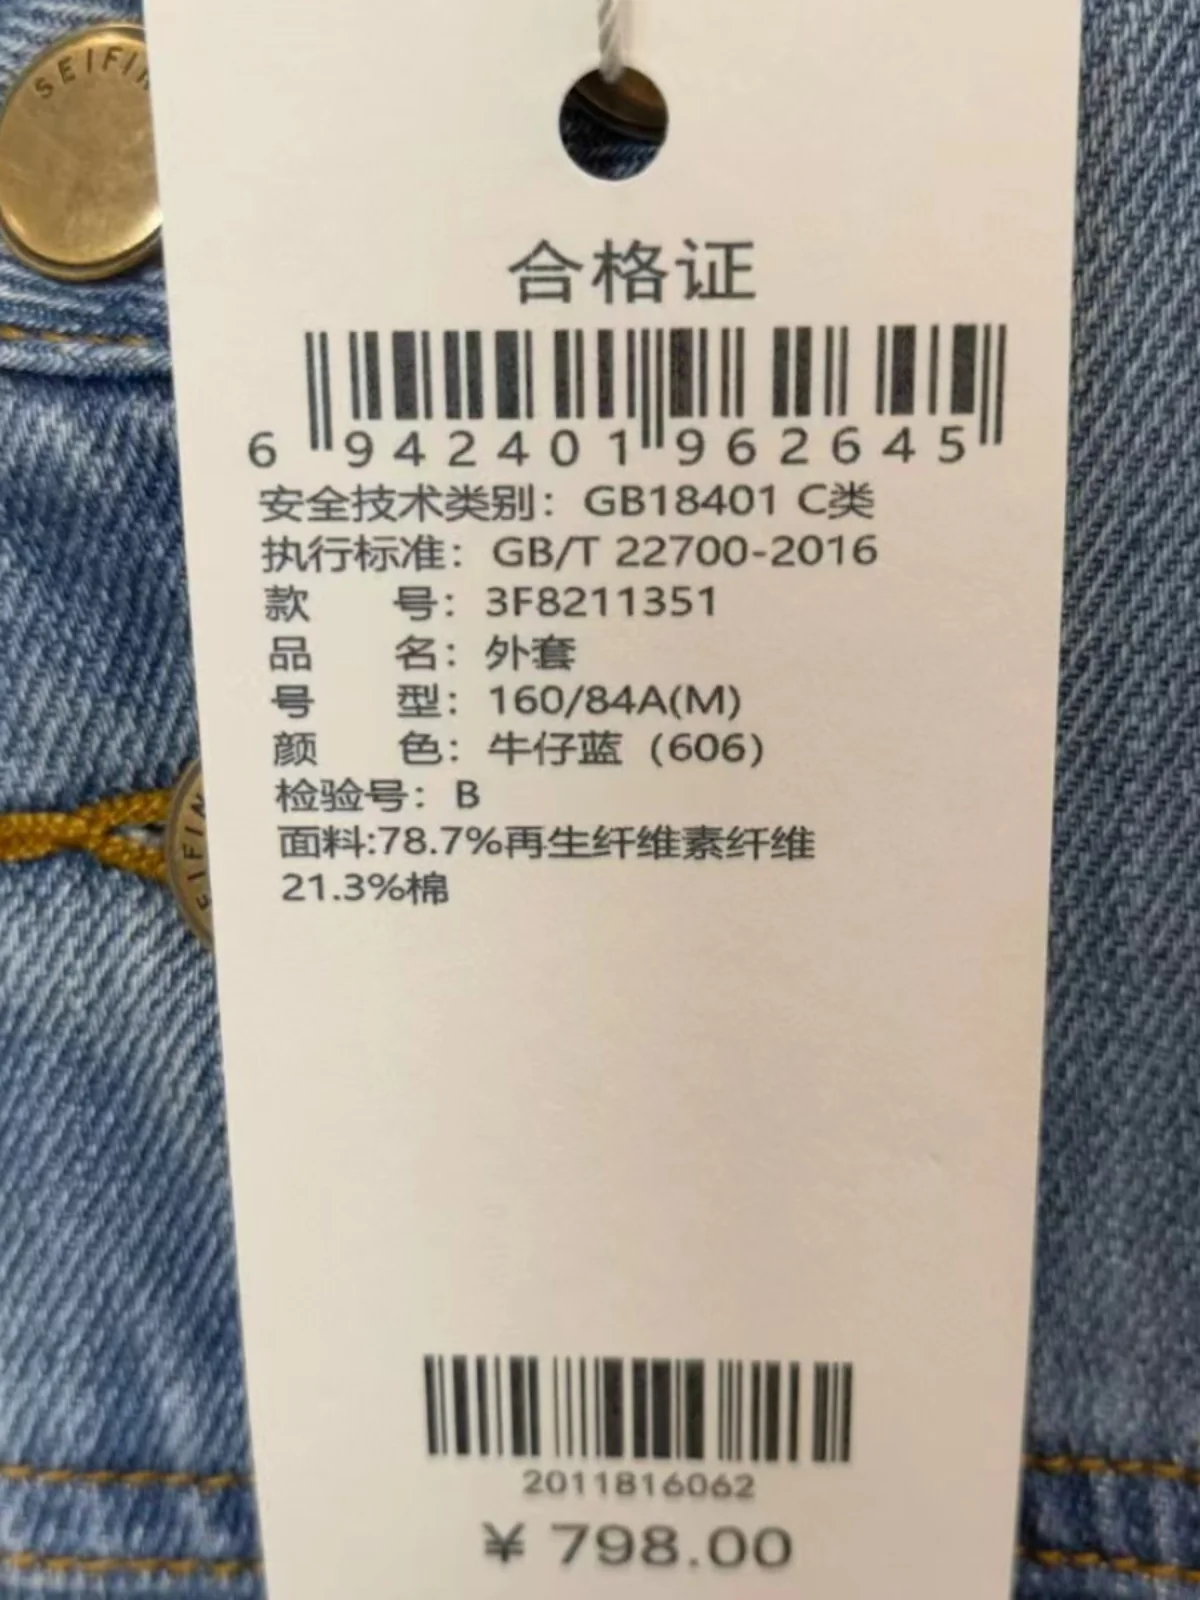 SEIFIN
合格证
6 942401 962645
安全技术类别：GB18401 C类
执行标准：GB/T 22700-2016
款 号：3F8211351
品 名：外套
号 型：160/84A(M)
颜 色：牛仔蓝（606）
检验号：B
面料:78.7%再生纤维素纤维
21.3%棉
2011816062
¥ 798.00